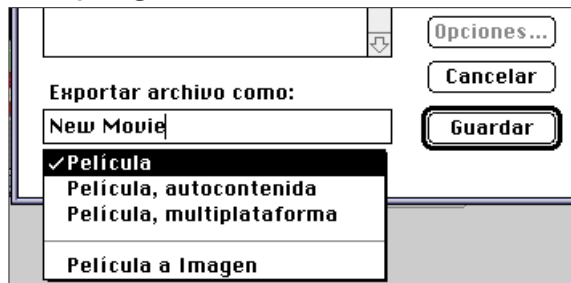 Opciones...
Cancelar
Exportar archivo como:
New Movie
Guardar
✓Película
Película, autocontenida
Película, multiplataforma
Película a Imagen